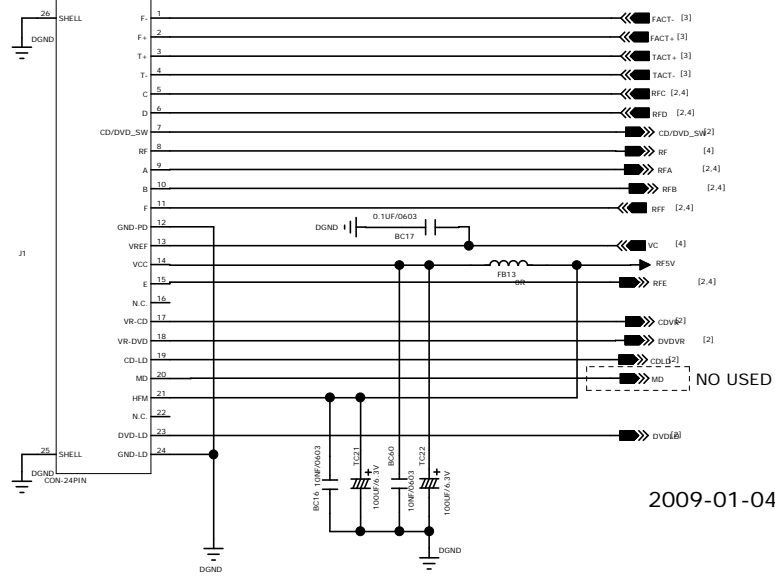 26 SHELL F- 1 FACT- [3]
DGND F+ 2 FACT+ [3]
T+ 3 TACT+ [3]
T- 4 TACT- [3]
C 5 RFC [2,4]
D 6 RFD [2,4]
CD/DVD_SW 7 CD/DVD_SW [2]
RF 8 RF [4]
A 9 RFA [2,4]
B 10 RFB [2,4]
F 11 RFF [2,4]
0.1UF/0603
GND-PD 12 DGND
BC17
J1 VREF 13 VC [4]
VCC 14 RF5V
FB13
0R
E 15 RFE [2,4]
N.C. 16
VR-CD 17 CDVR [2]
VR-DVD 18 DVDVR [2]
CD-LD 19 CDLD [2]
MD 20 MD NO USED
HFM 21
N.C. 22
DVD-LD 23 DVDLD [2]
25 SHELL GND-LD 24
DGND
CON-24PIN
BC16 10NF/0603
TC21
100UF/6.3V
BC60
10NF/0603
TC22
100UF/6.3V
2009-01-04
DGND
DGND